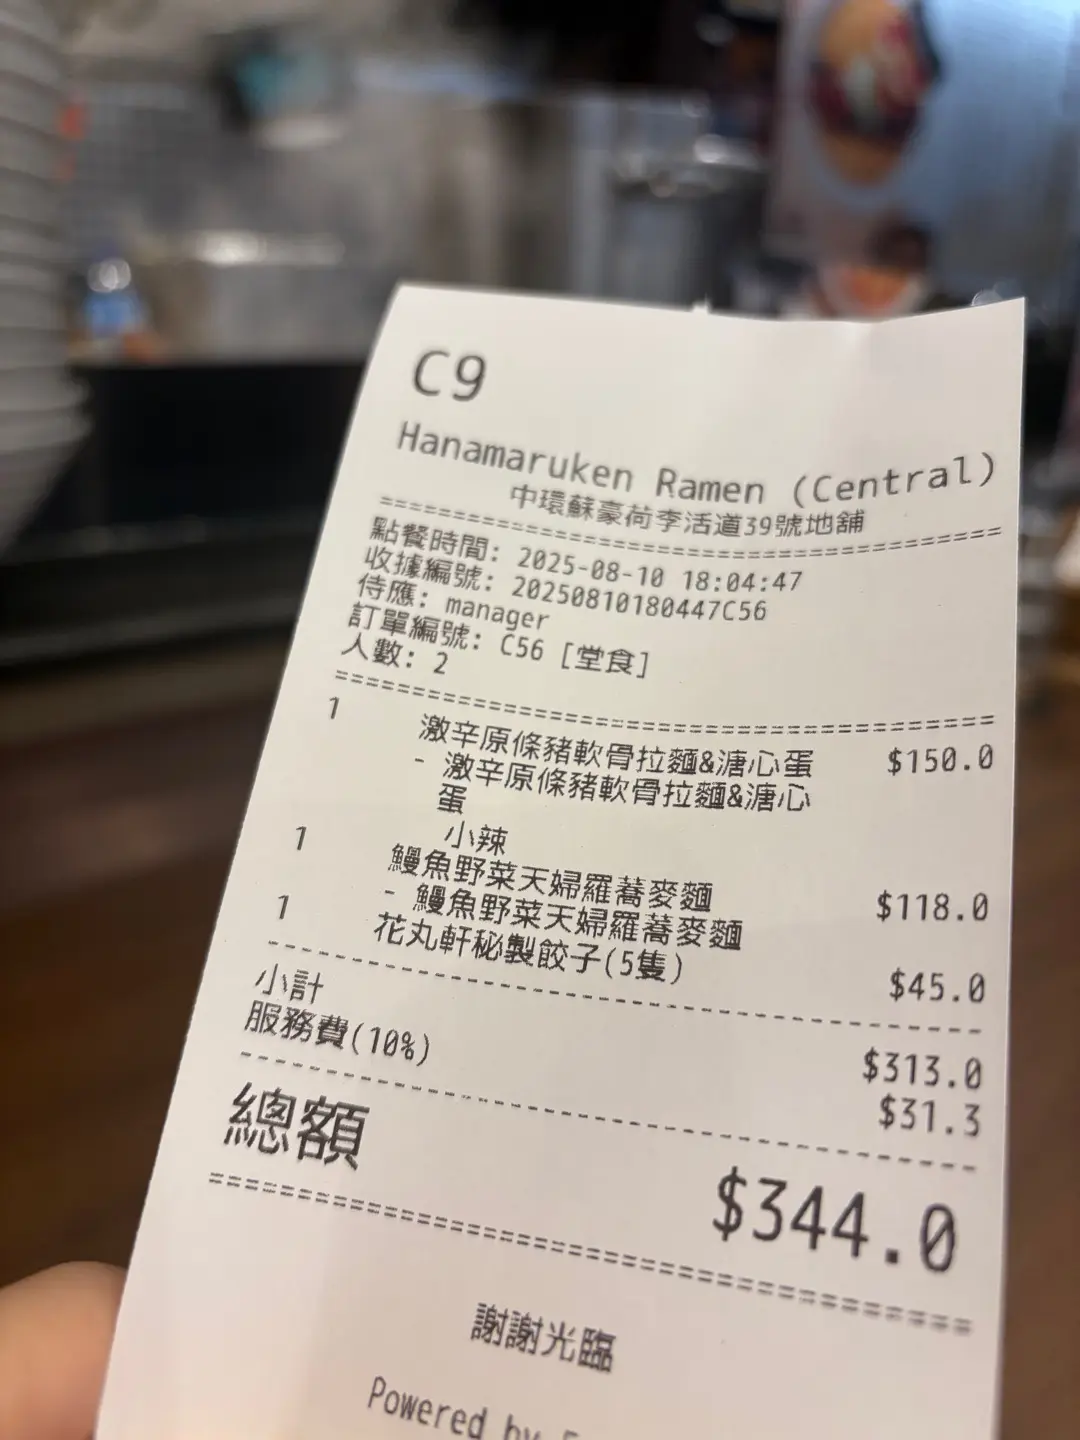 C9
Hanamaruken Ramen (Central)
中環蘇豪荷李活道39號地舖
================================
點餐時間: 2025-08-10 18:04:47
收據編號: 20250810180447C56
侍應: manager
訂單編號: C56 [堂食]
人數: 2
================================
1 激辛原條豬軟骨拉麵&溏心蛋 $150.0
- 激辛原條豬軟骨拉麵&溏心
蛋
小辣
1 鰻魚野菜天婦羅蕎麥麵 $118.0
- 鰻魚野菜天婦羅蕎麥麵
1 花丸軒秘製餃子(5隻) $45.0
--------------------------------
小計 $313.0
服務費(10%) $31.3
--------------------------------
總額 $344.0
================================
謝謝光臨
Powered by